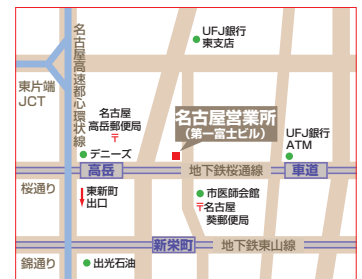 名古屋高速都心環状線
UFJ銀行
東支店
東片端
JCT
名古屋
高岳郵便局
〒
名古屋営業所
（第一富士ビル）
UFJ銀行
ATM
デニーズ
高岳
地下鉄桜通線
車道
桜通り
東新町
出口
市医師会館
〒名古屋
葵郵便局
新栄町
地下鉄東山線
錦通り
出光石油